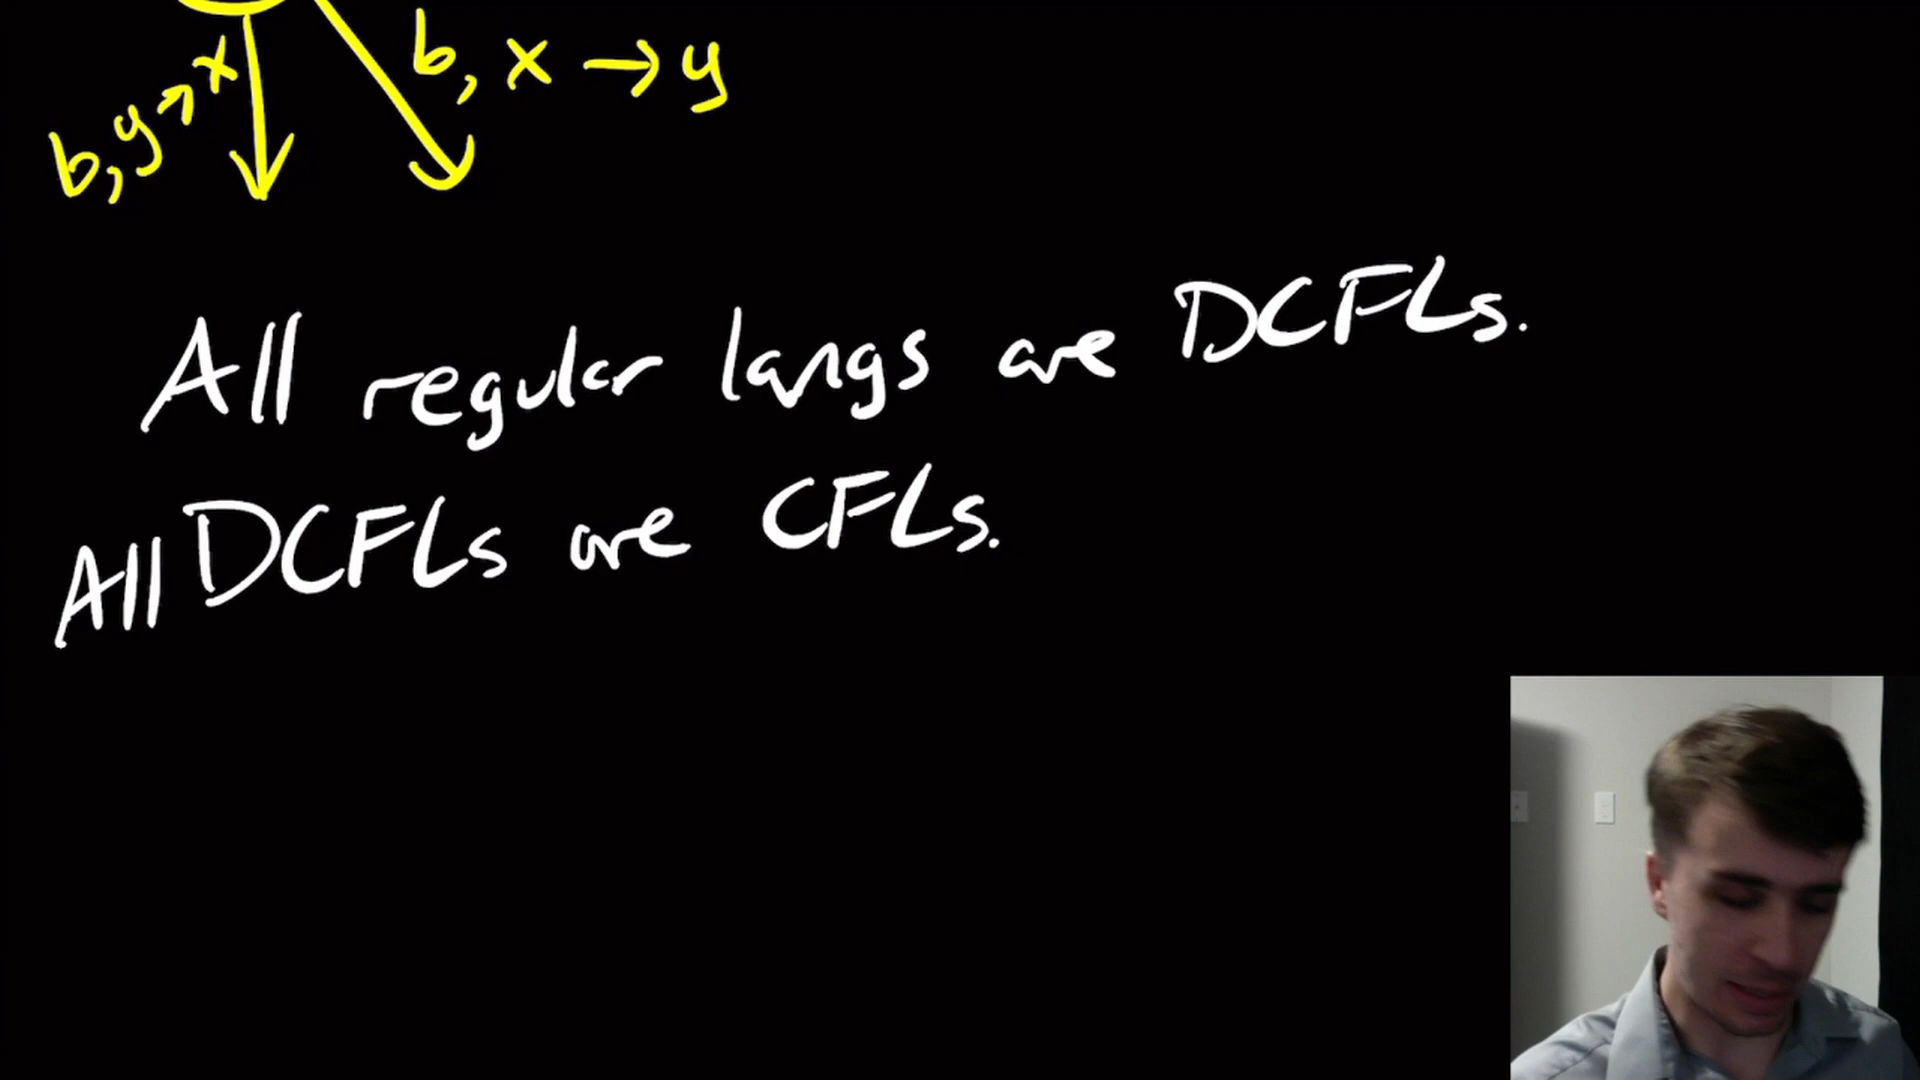 b, y → x
b, x → y
All regular langs are DCFLs.
All DCFLs are CFLs.